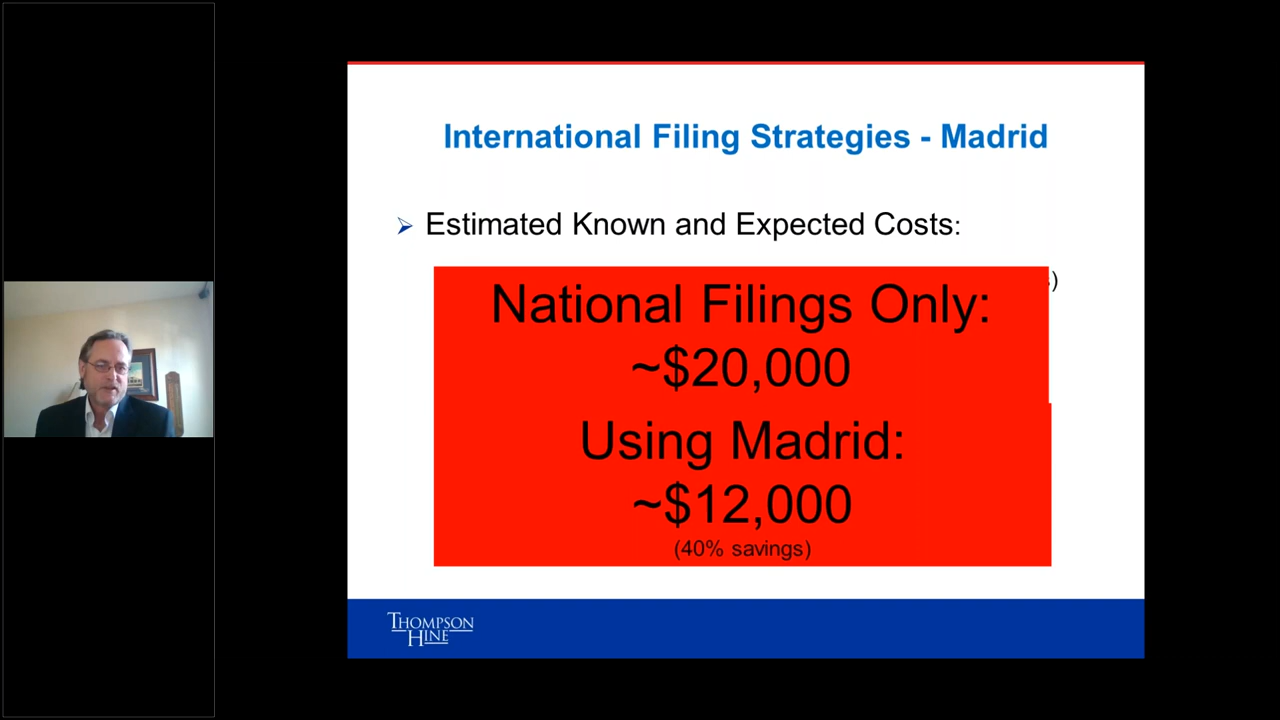 International Filing Strategies - Madrid
Estimated Known and Expected Costs:
)
National Filings Only:
~$20,000
Using Madrid:
~$12,000
(40% savings)
THOMPSON
HINE